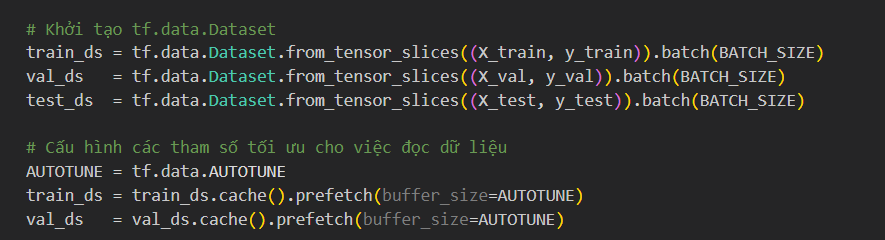 # Khởi tạo tf.data.Dataset
train_ds = tf.data.Dataset.from_tensor_slices((X_train, y_train)).batch(BATCH_SIZE)
val_ds   = tf.data.Dataset.from_tensor_slices((X_val, y_val)).batch(BATCH_SIZE)
test_ds  = tf.data.Dataset.from_tensor_slices((X_test, y_test)).batch(BATCH_SIZE)

# Cấu hình các tham số tối ưu cho việc đọc dữ liệu
AUTOTUNE = tf.data.AUTOTUNE
train_ds = train_ds.cache().prefetch(buffer_size=AUTOTUNE)
val_ds   = val_ds.cache().prefetch(buffer_size=AUTOTUNE)